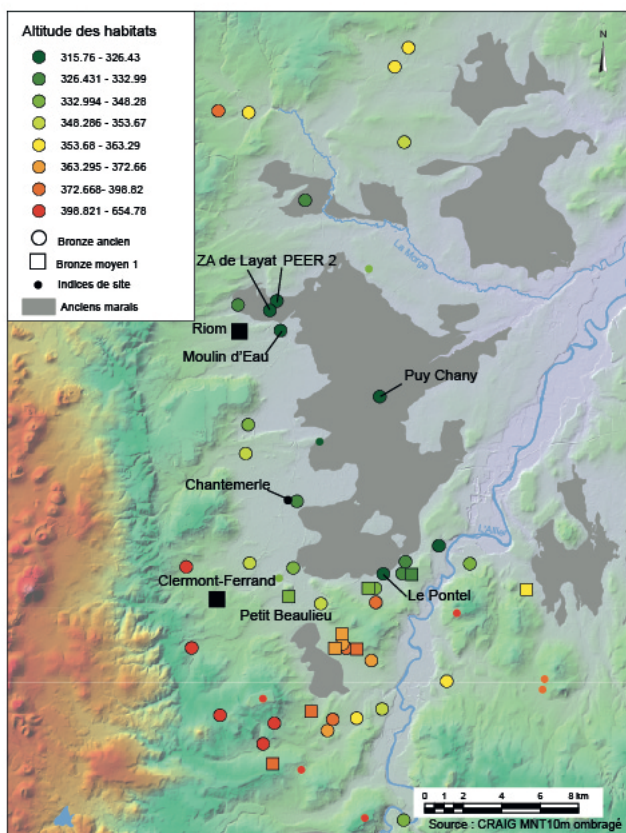 Altitude des habitats
315.76 - 326.43
326.431 - 332.99
332.994 - 348.28
348.286 - 353.67
353.68 - 363.29
363.295 - 372.66
372.668- 398.82
398.821 - 654.78
Bronze ancien
Bronze moyen 1
Indices de site
Anciens marais
N
La Morge
ZA de Layat PEER 2
Riom
Moulin d'Eau
Puy Chany
Chantemerle
L'Allier
Clermont-Ferrand
Le Pontel
Petit Beaulieu
0 1 2 4 6 8 km
Source : CRAIG MNT10m ombragé